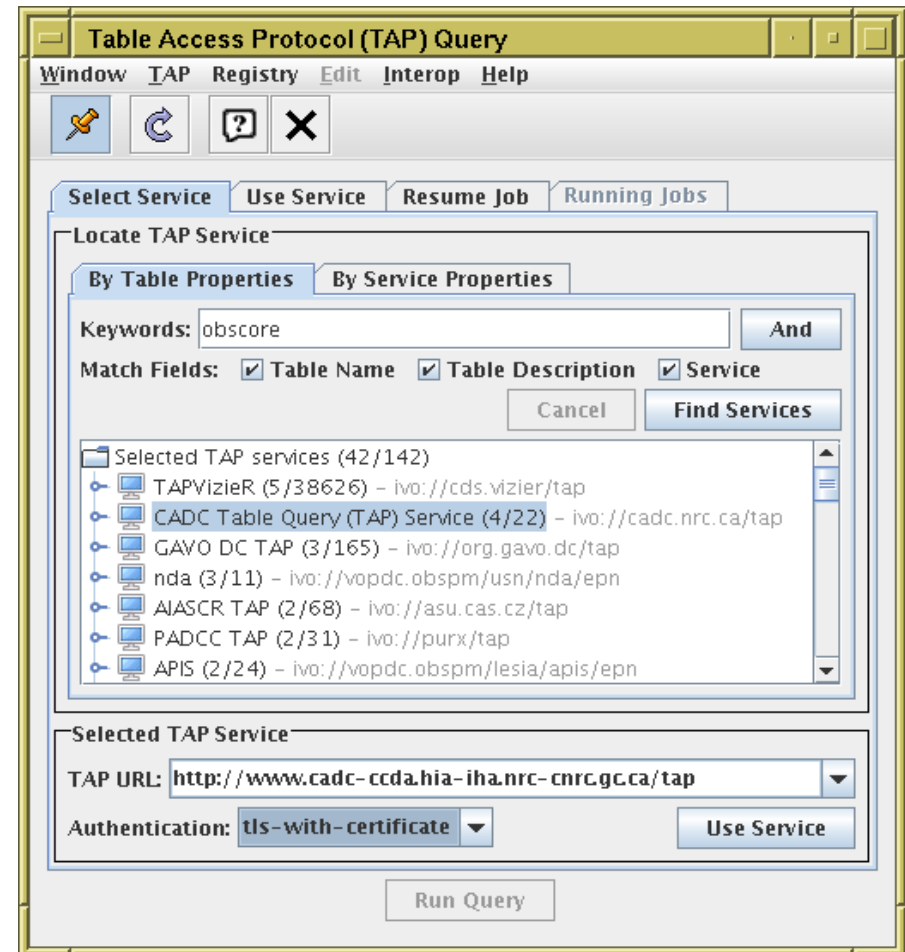 Table Access Protocol (TAP) Query
Window TAP Registry Edit Interop Help
Select Service Use Service Resume Job Running Jobs
Locate TAP Service
By Table Properties By Service Properties
Keywords: obscore And
Match Fields: Table Name Table Description Service
Cancel Find Services
Selected TAP services (42/142)
TAPVizieR (5/38626) - ivo://cds.vizier/tap
CADC Table Query (TAP) Service (4/22) - ivo://cadc.nrc.ca/tap
GAVO DC TAP (3/165) - ivo://org.gavo.dc/tap
nda (3/11) - ivo://vopdc.obspm/usn/nda/epn
AIASCR TAP (2/68) - ivo://asu.cas.cz/tap
PADCC TAP (2/31) - ivo://purx/tap
APIS (2/24) - ivo://vopdc.obspm/lesia/apis/epn
Selected TAP Service
TAP URL: http://www.cadc-ccda.hia-iha.nrc-cnrc.gc.ca/tap
Authentication: tls-with-certificate Use Service
Run Query